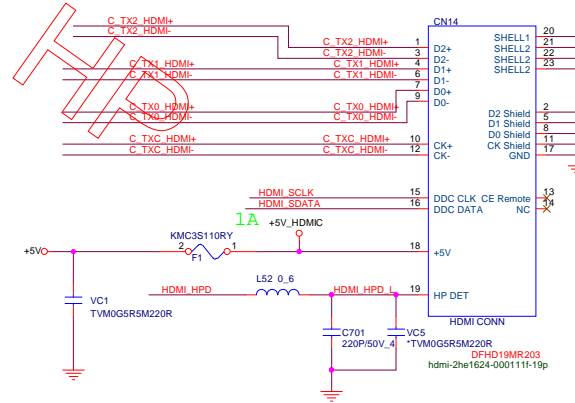 CN14
C_TX2_HDMI+
C_TX2_HDMI-
C_TX2_HDMI+ 1 D2+
C_TX2_HDMI- 3 D2-
C_TX1_HDMI+ C_TX1_HDMI+ 4 D1+
C_TX1_HDMI- C_TX1_HDMI- 6 D1-
7 D0+
C_TX0_HDMI+ C_TX0_HDMI+ 9 D0-
C_TX0_HDMI- C_TX0_HDMI-
C_TXC_HDMI+ C_TXC_HDMI+ 10 CK+
C_TXC_HDMI- C_TXC_HDMI- 12 CK-
SHELL1 20
SHELL2 21
SHELL2 22
SHELL2 23
D2 Shield 2
D1 Shield 5
D0 Shield 8
CK Shield 11
GND 17
HDMI_SCLK 15 DDC CLK CE Remote 13
HDMI_SDATA 16 DDC DATA NC 14
1A +5V_HDMIC
KMC3S110RY
+5V 2 1 18 +5V
F1
L52 0_6
HDMI_HPD HDMI_HPD_L 19 HP DET
VC1
TVM0G5R5M220R
HDMI CONN
C701
220P/50V_4
VC5
*TVM0G5R5M220R
DFHD19MR203
hdmi-2he1624-000111f-19p